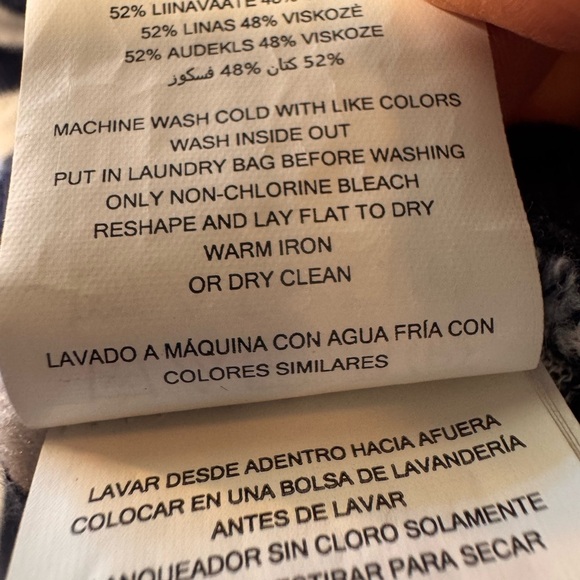 52% LIINAVAATE
52% LINAS 48% VISKOZĖ
52% AUDEKLS 48% VISKOZE
52% كتان 48% فسكوز
MACHINE WASH COLD WITH LIKE COLORS
WASH INSIDE OUT
PUT IN LAUNDRY BAG BEFORE WASHING
ONLY NON-CHLORINE BLEACH
RESHAPE AND LAY FLAT TO DRY
WARM IRON
OR DRY CLEAN
LAVADO A MÁQUINA CON AGUA FRÍA CON
COLORES SIMILARES
LAVAR DESDE ADENTRO HACIA AFUERA
COLOCAR EN UNA BOLSA DE LAVANDERÍA
ANTES DE LAVAR
SIN CLORO SOLAMENTE
PARA SECAR